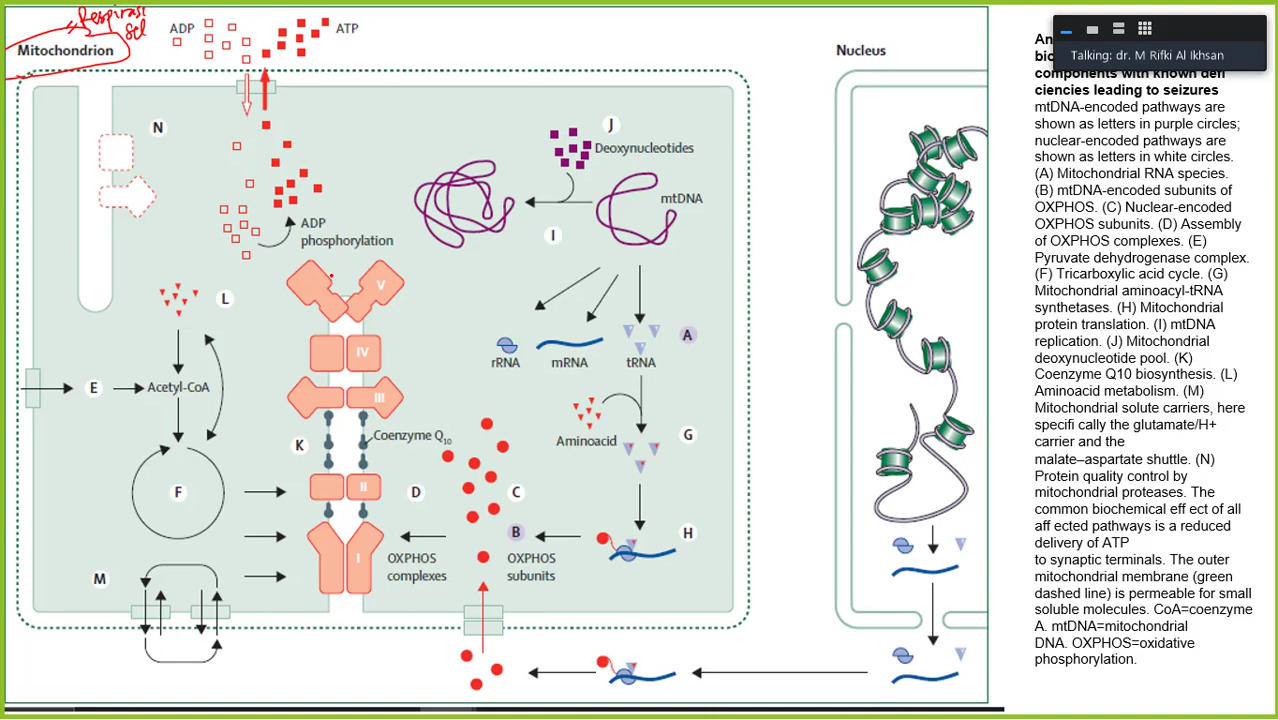 Respirasi
sel
Mitochondrion
ADP
ATP
Nucleus
Talking: dr. M Rifki Al Ikhsan
N
J
Deoxynucleotides
mtDNA
I
ADP
phosphorylation
V
L
A
IV
rRNA
mRNA
tRNA
E
Acetyl-CoA
III
Aminoacid
G
K
Coenzyme Q10
F
II
D
C
B
H
I
OXPHOS
complexes
OXPHOS
subunits
M
An
bio
components with known defi
ciencies leading to seizures
mtDNA-encoded pathways are
shown as letters in purple circles;
nuclear-encoded pathways are
shown as letters in white circles.
(A) Mitochondrial RNA species.
(B) mtDNA-encoded subunits of
OXPHOS. (C) Nuclear-encoded
OXPHOS subunits. (D) Assembly
of OXPHOS complexes. (E)
Pyruvate dehydrogenase complex.
(F) Tricarboxylic acid cycle. (G)
Mitochondrial aminoacyl-tRNA
synthetases. (H) Mitochondrial
protein translation. (I) mtDNA
replication. (J) Mitochondrial
deoxynucleotide pool. (K)
Coenzyme Q10 biosynthesis. (L)
Aminoacid metabolism. (M)
Mitochondrial solute carriers, here
specifi cally the glutamate/H+
carrier and the
malate–aspartate shuttle. (N)
Protein quality control by
mitochondrial proteases. The
common biochemical eff ect of all
aff ected pathways is a reduced
delivery of ATP
to synaptic terminals. The outer
mitochondrial membrane (green
dashed line) is permeable for small
soluble molecules. CoA=coenzyme
A. mtDNA=mitochondrial
DNA. OXPHOS=oxidative
phosphorylation.